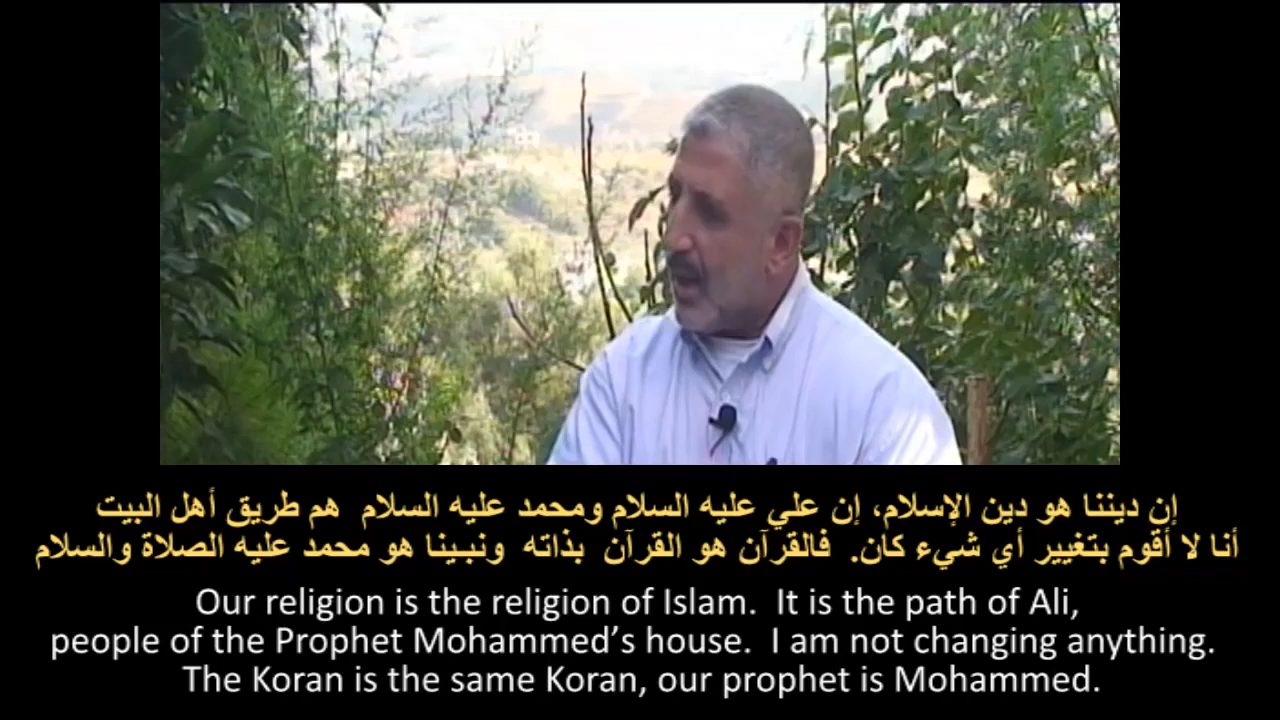 إن ديننا هو دين الإسلام، إن علي عليه السلام ومحمد عليه السلام  هم طريق أهل البيت
أنا لا أقوم بتغيير أي شيء كان.  فالقرآن هو القرآن  بذاته  ونبـينا هو محمد عليه الصلاة والسلام
Our religion is the religion of Islam.  It is the path of Ali,
people of the Prophet Mohammed’s house.  I am not changing anything.
The Koran is the same Koran, our prophet is Mohammed.